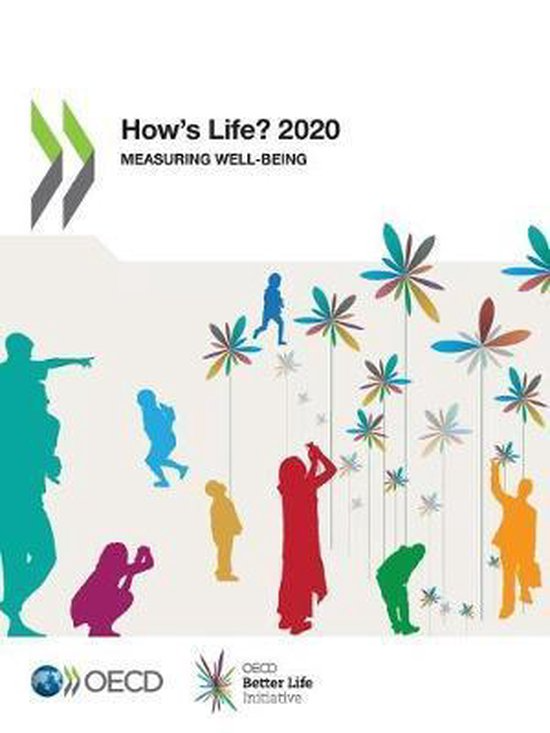 How's Life? 2020
MEASURING WELL-BEING
OECD
OECD
Better Life
Initiative